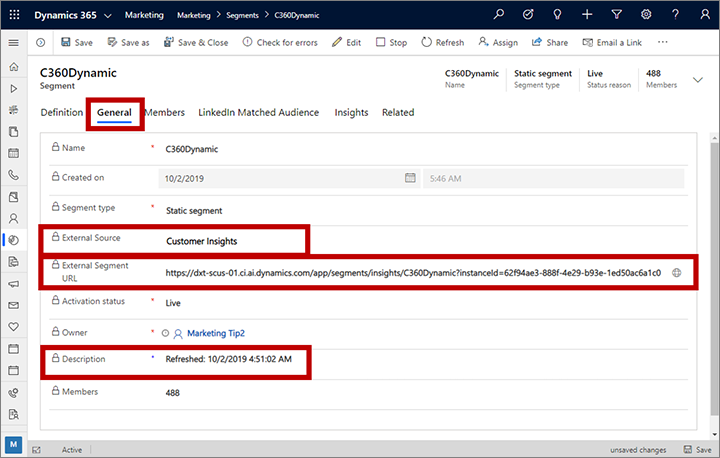 Dynamics 365 Marketing Marketing > Segments > C360Dynamic
Save Save as Save & Close Check for errors Edit Stop Refresh Assign Share Email a Link ...
C360Dynamic
Segment
C360Dynamic Static segment Live 488
Name Segment type Status reason Members
Definition General Members LinkedIn Matched Audience Insights Related
Name * C360Dynamic
Created on 10/2/2019 5:46 AM
Segment type * Static segment
External Source Customer Insights
External Segment
URL
https://dxt-scus-01.ci.ai.dynamics.com/app/segments/insights/C360Dynamic?instanceId=62f94ae3-888f-4e29-b93e-1ed50ac6a1c0
Activation status Live
Owner * Marketing Tip2
Description * Refreshed: 10/2/2019 4:51:02 AM
Members 488
M
Active unsaved changes Save